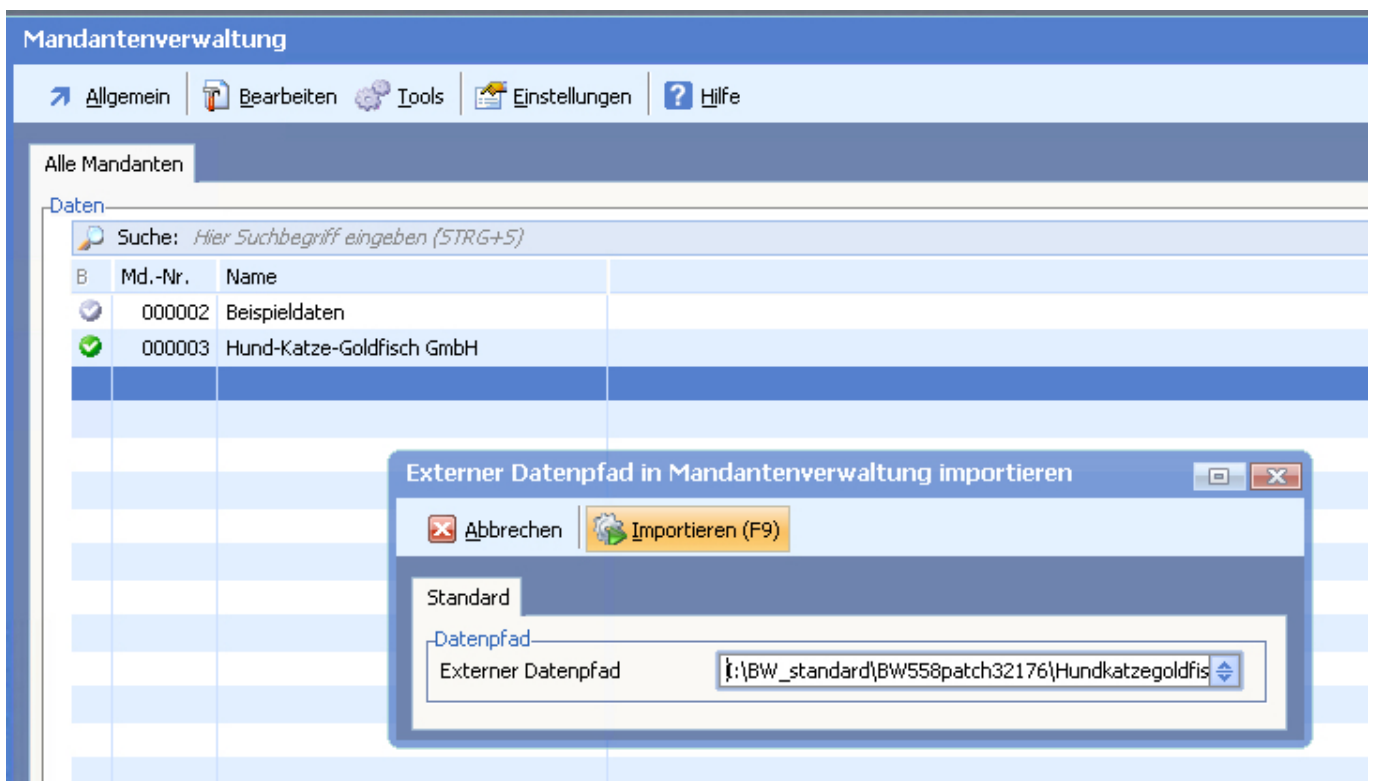 Mandantenverwaltung
Allgemein Bearbeiten Tools Einstellungen Hilfe
Alle Mandanten
Daten
Suche: Hier Suchbegriff eingeben (STRG+S)
B Md.-Nr. Name
000002 Beispieldaten
000003 Hund-Katze-Goldfisch GmbH
Externer Datenpfad in Mandantenverwaltung importieren
Abbrechen Importieren (F9)
Standard
Datenpfad
Externer Datenpfad :\BW_standard\BW558patch32176\Hundkatzegoldfis